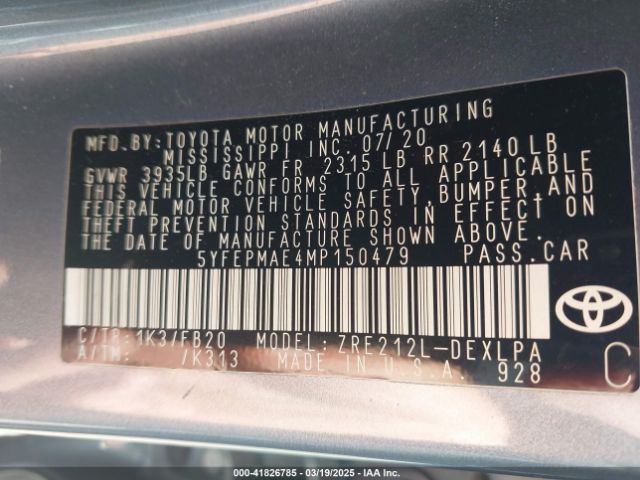 MFD.BY:TOYOTA MOTOR MANUFACTURING
MISSISSIPPI INC. 07/20
GVWR 3935LB GAWR FR 2315 LB RR 2140 LB
THIS VEHICLE CONFORMS TO ALL APPLICABLE
FEDERAL MOTOR VEHICLE SAFETY,BUMPER,AND
THEFT PREVENTION STANDARDS IN EFFECT ON
THE DATE OF MANUFACTURE SHOWN ABOVE.
5YFEPMAE4MP150479 PASS.CAR
C/TR:1K3/FB20 MODEL:ZRE212L-DEXLPA
A/TM: /K313 MADE IN U.S.A. 928
C
TOYOTA
000-41826785 — 03/19/2025 - IAA Inc.